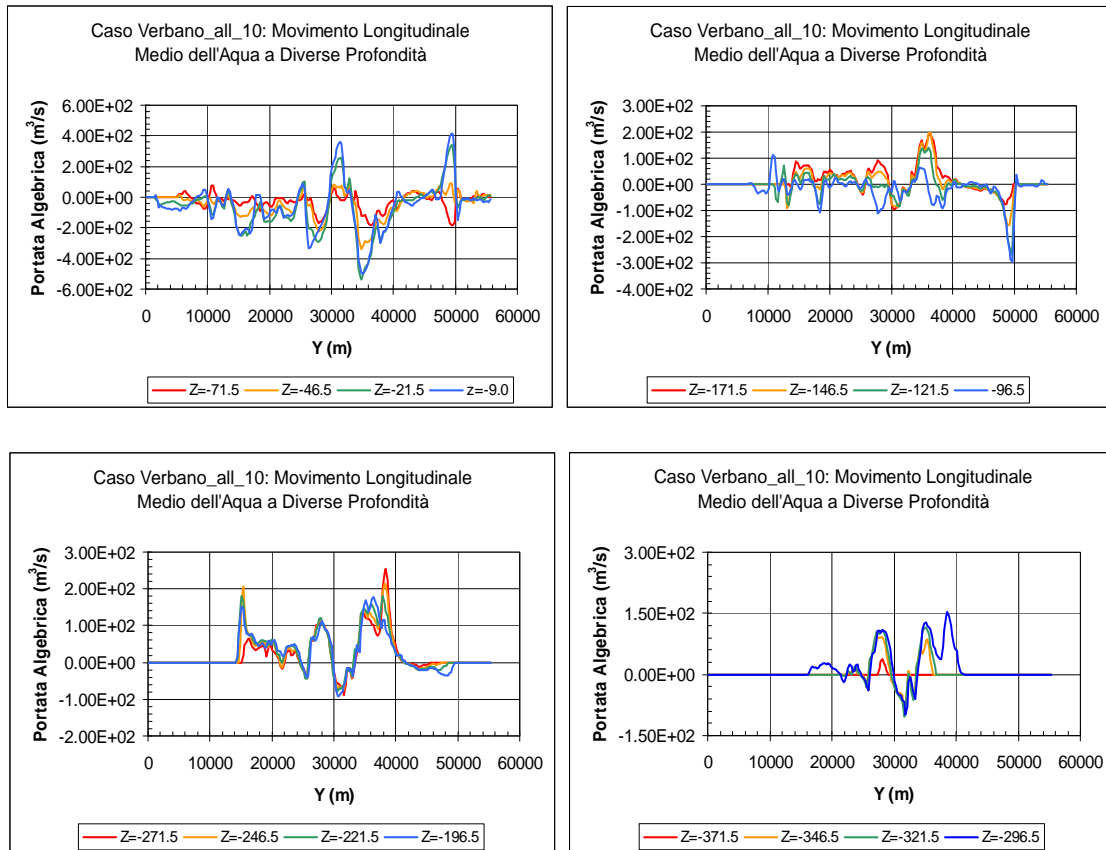 Caso Verbano_all_10: Movimento Longitudinale
Medio dell'Aqua a Diverse Profondità
Portata Algebrica (m³/s)
6.00E+02
4.00E+02
2.00E+02
0.00E+00
-2.00E+02
-4.00E+02
-6.00E+02
0 10000 20000 30000 40000 50000 60000
Y (m)
Z=-71.5 Z=-46.5 Z=-21.5 z=-9.0
Caso Verbano_all_10: Movimento Longitudinale
Medio dell'Aqua a Diverse Profondità
Portata Algebrica (m³/s)
3.00E+02
2.00E+02
1.00E+02
0.00E+00
-1.00E+02
-2.00E+02
-3.00E+02
-4.00E+02
0 10000 20000 30000 40000 50000 60000
Y (m)
Z=-171.5 Z=-146.5 Z=-121.5 -96.5
Caso Verbano_all_10: Movimento Longitudinale
Medio dell'Aqua a Diverse Profondità
Portata Algebrica (m³/s)
3.00E+02
2.00E+02
1.00E+02
0.00E+00
-1.00E+02
-2.00E+02
0 10000 20000 30000 40000 50000 60000
Y (m)
Z=-271.5 Z=-246.5 Z=-221.5 Z=-196.5
Caso Verbano_all_10: Movimento Longitudinale
Medio dell'Aqua a Diverse Profondità
Portata Algebrica (m³/s)
3.00E+02
1.50E+02
0.00E+00
-1.50E+02
0 10000 20000 30000 40000 50000 60000
Y (m)
Z=-371.5 Z=-346.5 Z=-321.5 Z=-296.5